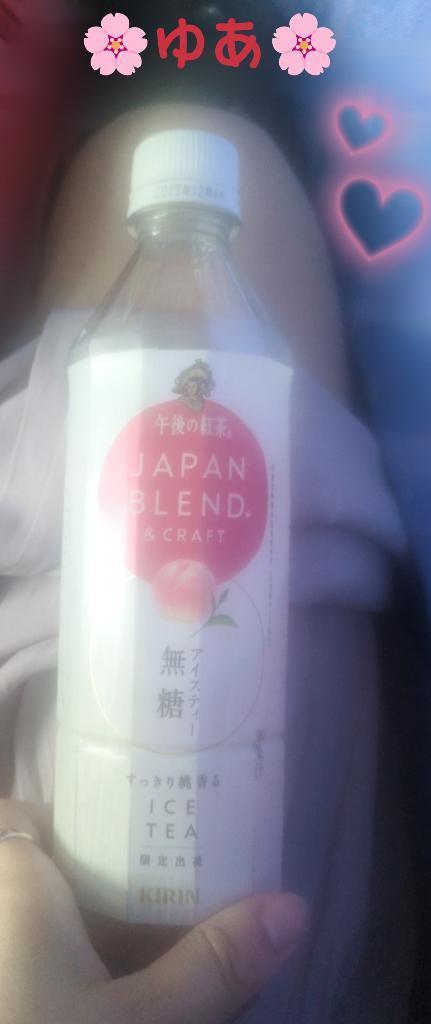 🌸ゆあ🌸
午後の紅茶®
JAPAN
BLEND®
& CRAFT
アイスティー
無糖
すっきり桃香る
ICE
TEA
限定出荷
KIRIN